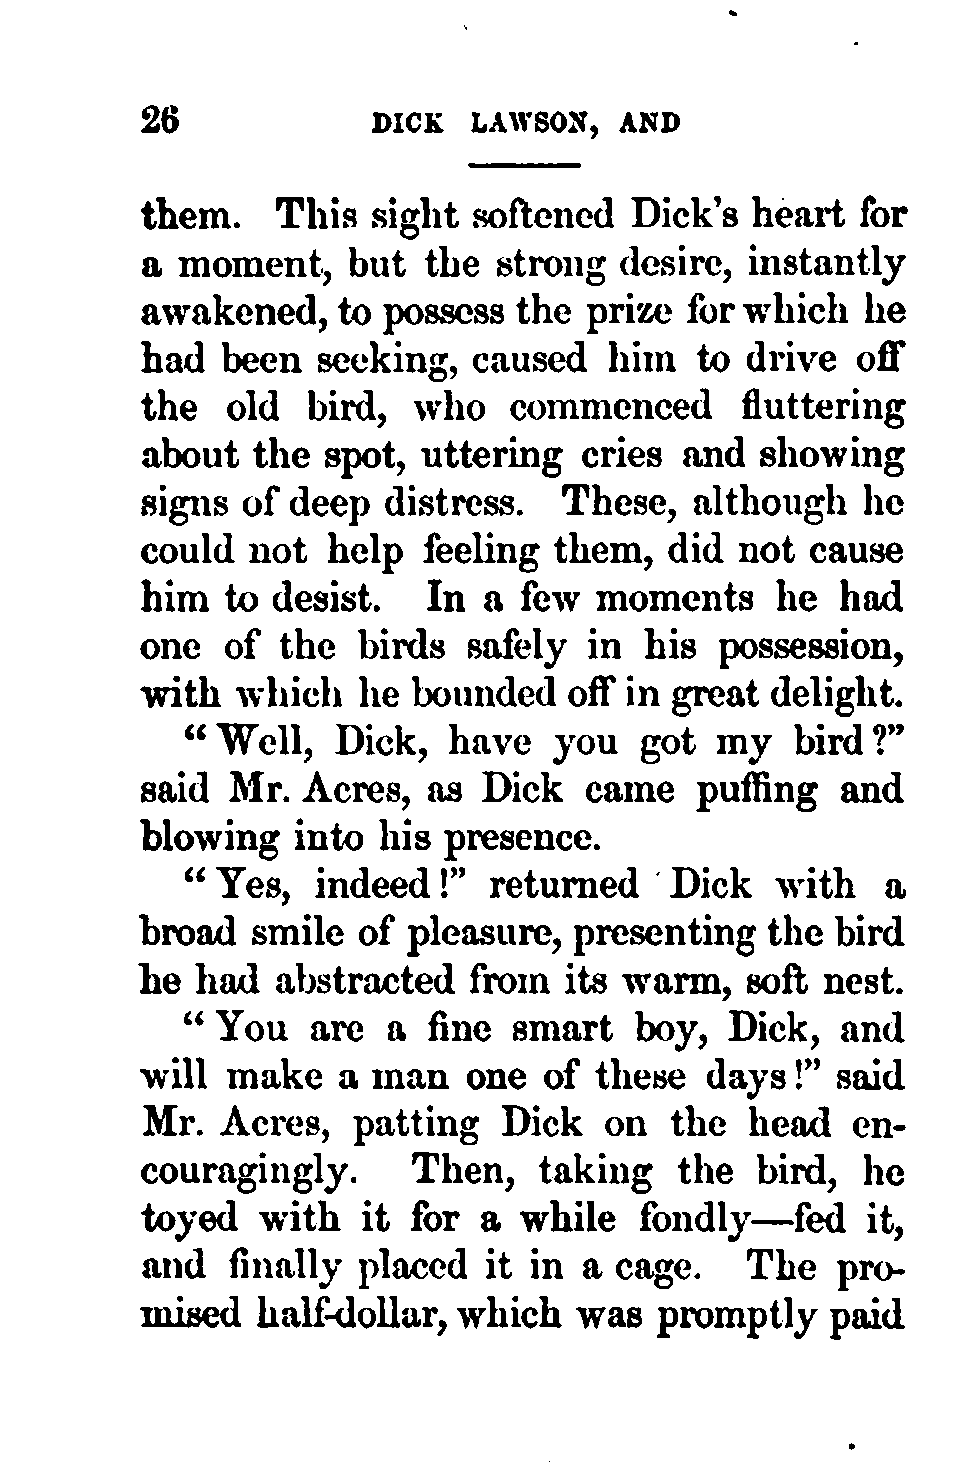 26 DICK LAWSON, AND
them. This sight softened Dick's heart for
a moment, but the strong desire, instantly
awakened, to possess the prize for which he
had been seeking, caused him to drive off
the old bird, who commenced fluttering
about the spot, uttering cries and showing
signs of deep distress. These, although he
could not help feeling them, did not cause
him to desist. In a few moments he had
one of the birds safely in his possession,
with which he bounded off in great delight.
“Well, Dick, have you got my bird?”
said Mr. Acres, as Dick came puffing and
blowing into his presence.
“Yes, indeed!” returned Dick with a
broad smile of pleasure, presenting the bird
he had abstracted from its warm, soft nest.
“You are a fine smart boy, Dick, and
will make a man one of these days!” said
Mr. Acres, patting Dick on the head en-
couragingly. Then, taking the bird, he
toyed with it for a while fondly—fed it,
and finally placed it in a cage. The pro-
mised half-dollar, which was promptly paid